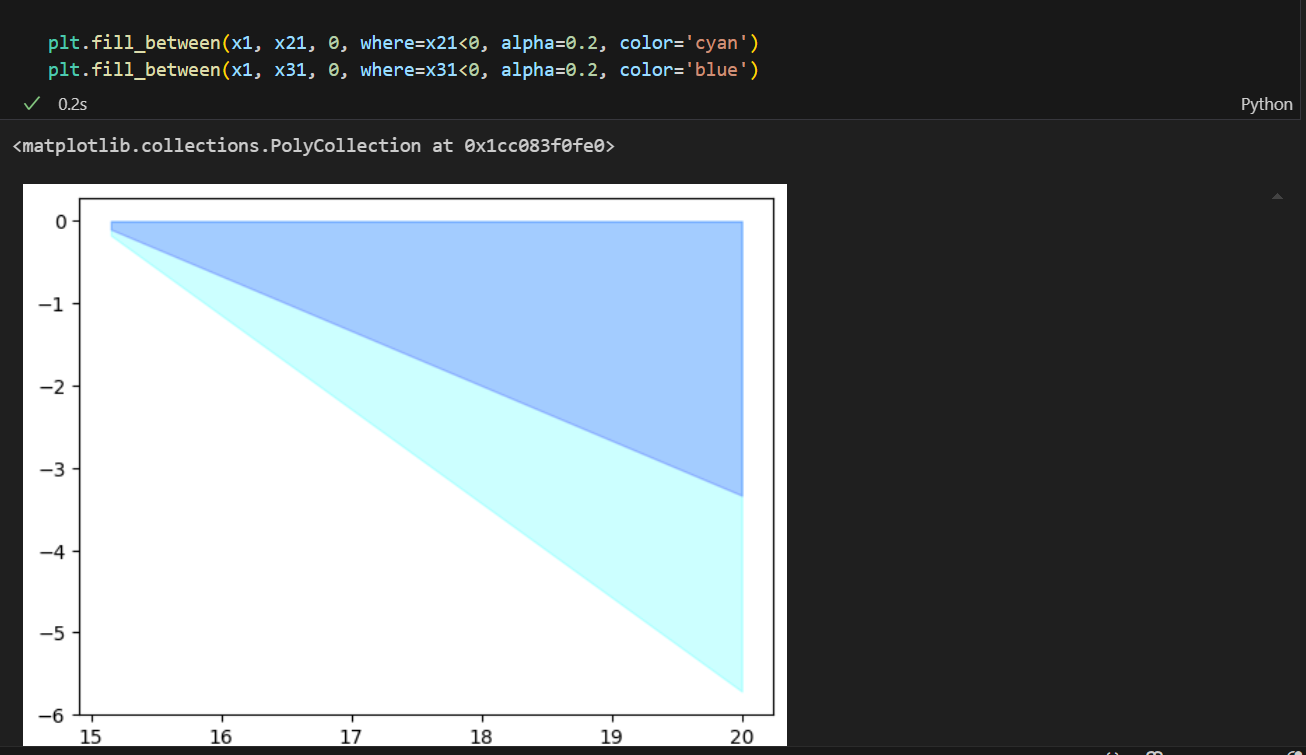 plt.fill_between(x1, x21, 0, where=x21<0, alpha=0.2, color='cyan')
plt.fill_between(x1, x31, 0, where=x31<0, alpha=0.2, color='blue')
0.2s
Python
<matplotlib.collections.PolyCollection at 0x1cc083f0fe0>
0
−1
−2
−3
−4
−5
−6
15 16 17 18 19 20